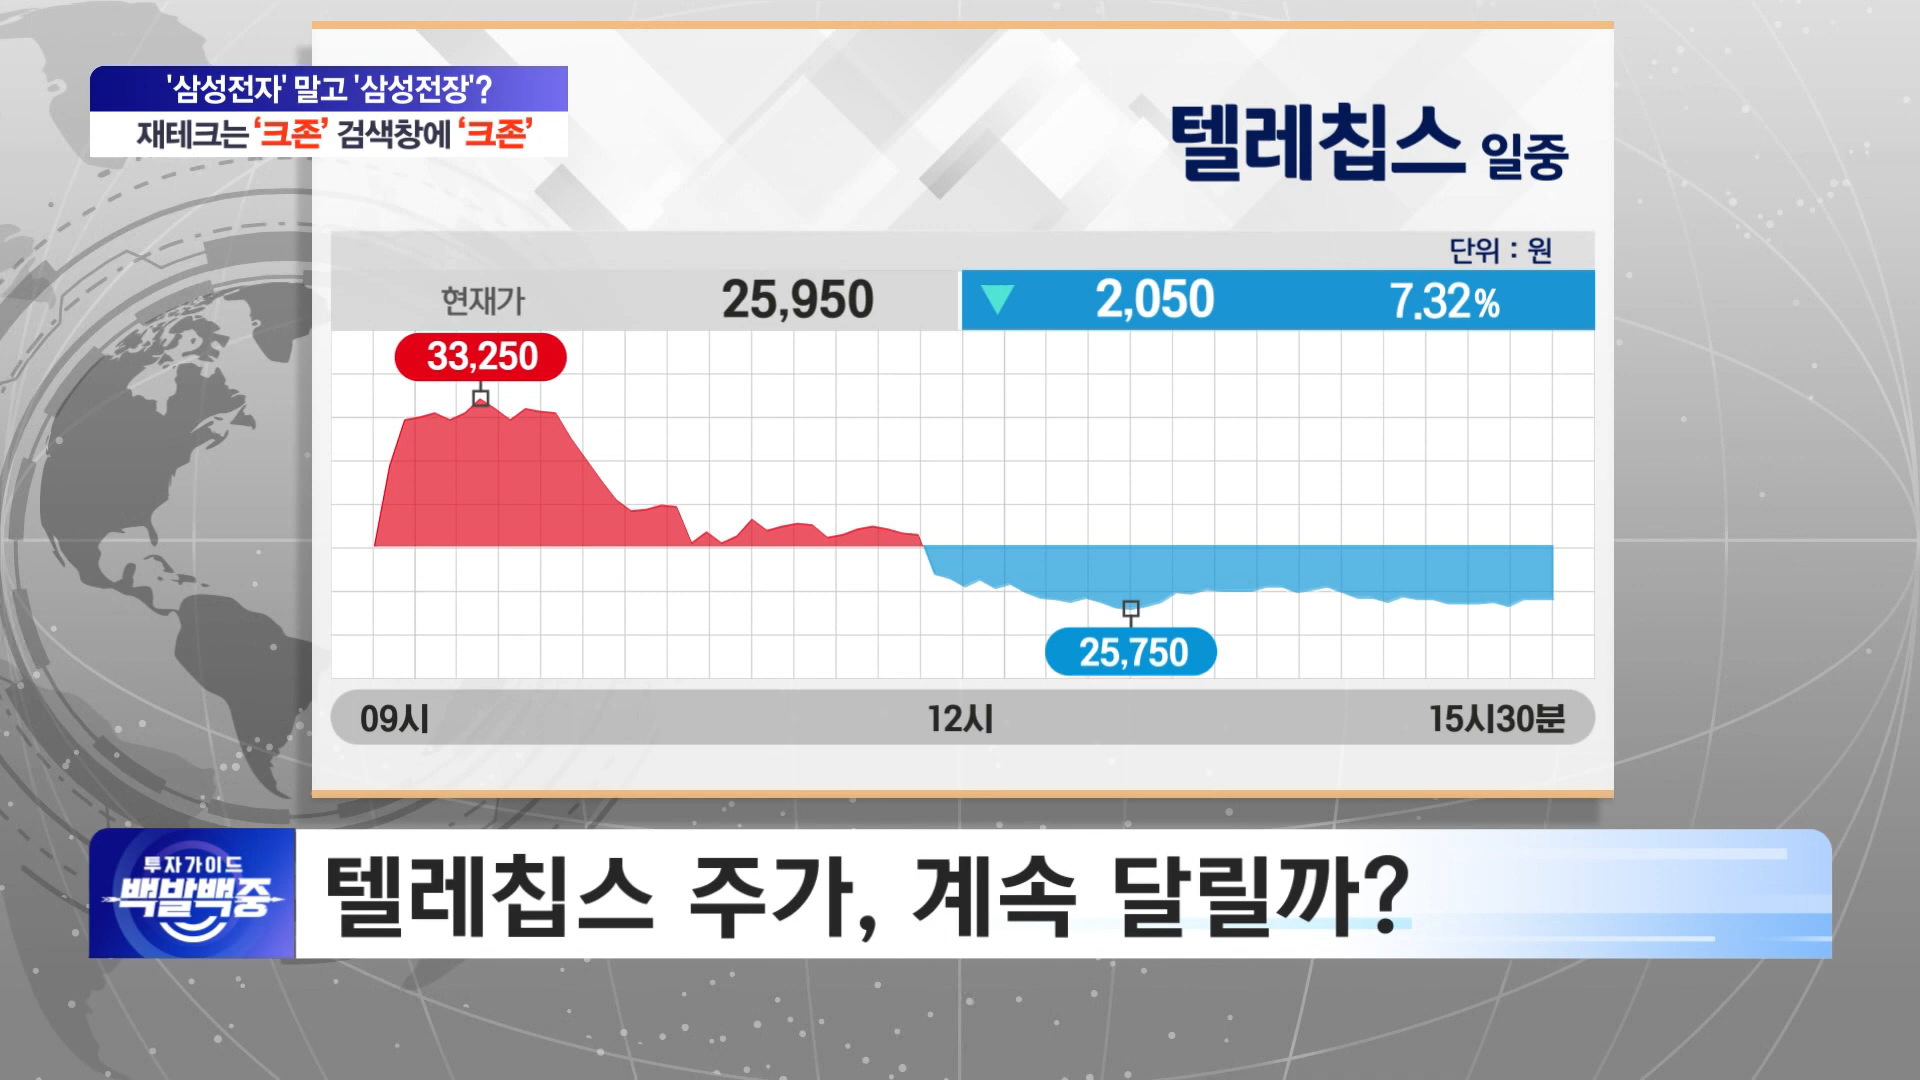 '삼성전자' 말고 '삼성전장'?
재테크는 ‘크존’ 검색창에 ‘크존’
텔레칩스 일중
단위 : 원
현재가 25,950 ▼ 2,050 7.32%
33,250
25,750
09시 12시 15시30분
투자가이드
백발백중
텔레칩스 주가, 계속 달릴까?